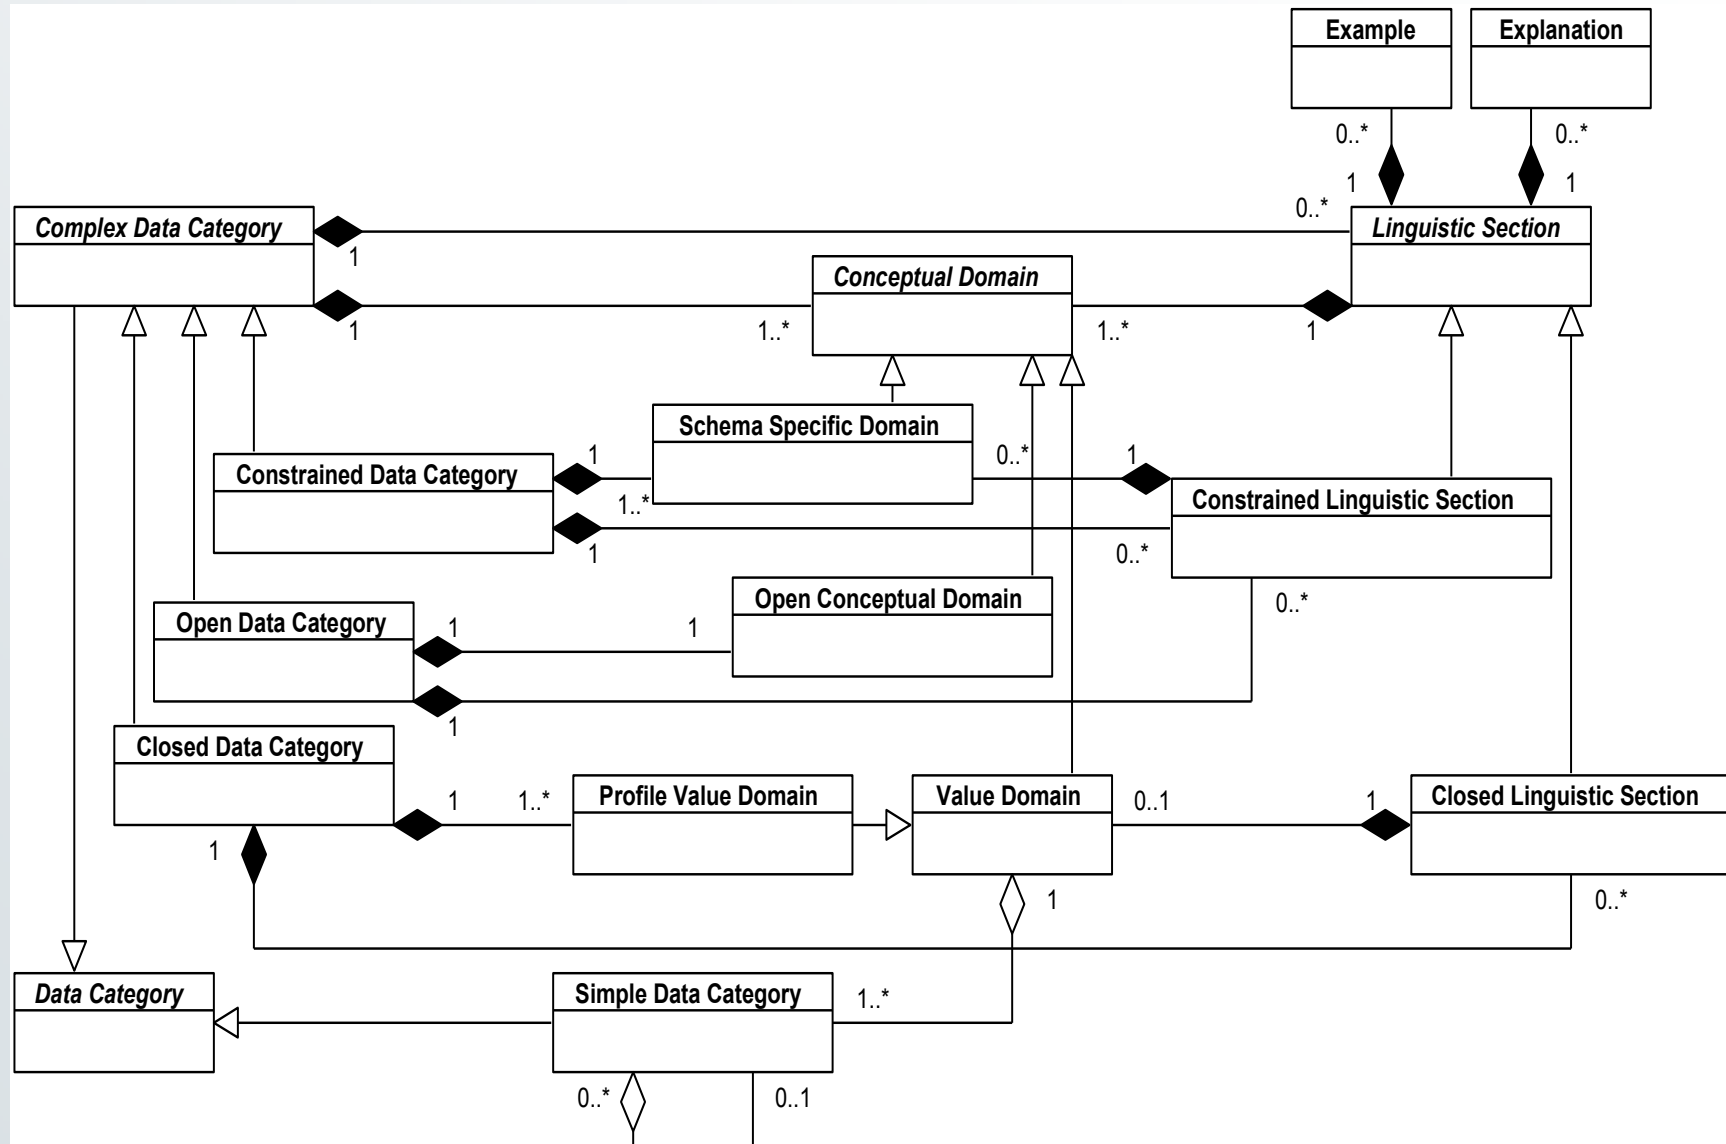 Example
Explanation
0..*
0..*
1
1
Complex Data Category
0..*
Linguistic Section
1
Conceptual Domain
1
1..*
1..*
1
Schema Specific Domain
Constrained Data Category
1
0..*
1
1..*
Constrained Linguistic Section
1
0..*
Open Conceptual Domain
0..*
Open Data Category
1
1
1
Closed Data Category
1
1..*
Profile Value Domain
Value Domain
0..1
1
Closed Linguistic Section
1
1
0..*
Data Category
Simple Data Category
1..*
0..*
0..1